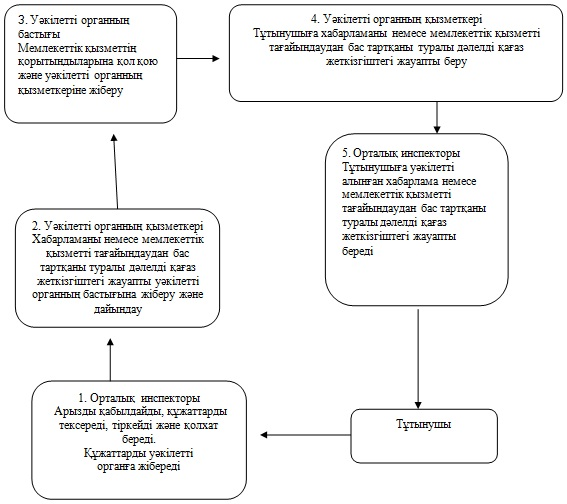 3. Уәкілетті органның
бастығы
Мемлекеттік қызметтің
қорытындыларына қол қою
және уәкілетті органның
қызметкеріне жіберу
4. Уәкілетті органның қызметкері
Тұтынушыға хабарламаны немесе мемлекеттік қызметті
тағайындаудан бас тартқаны туралы дәлелді қағаз
жеткізгіштегі жауапты беру
5. Орталық инспекторы
Тұтынушыға уәкілетті
алынған хабарлама немесе
мемлекеттік қызметті
тағайындаудан бас тартқаны
туралы дәлелді қағаз
жеткізгіштегі жауапты
береді
2. Уәкілетті органның қызметкері
Хабарламаны немесе мемлекеттік
қызметті тағайындаудан бас
тартқаны туралы дәлелді қағаз
жеткізгіштегі жауапты уәкілетті
органның бастығына жіберу және
дайындау
1. Орталық инспекторы
Арызды қабылдайды, құжаттарды
тексереді, тіркейді және қолхат
береді.
Құжаттарды уәкілетті
органға жібереді
Тұтынушы